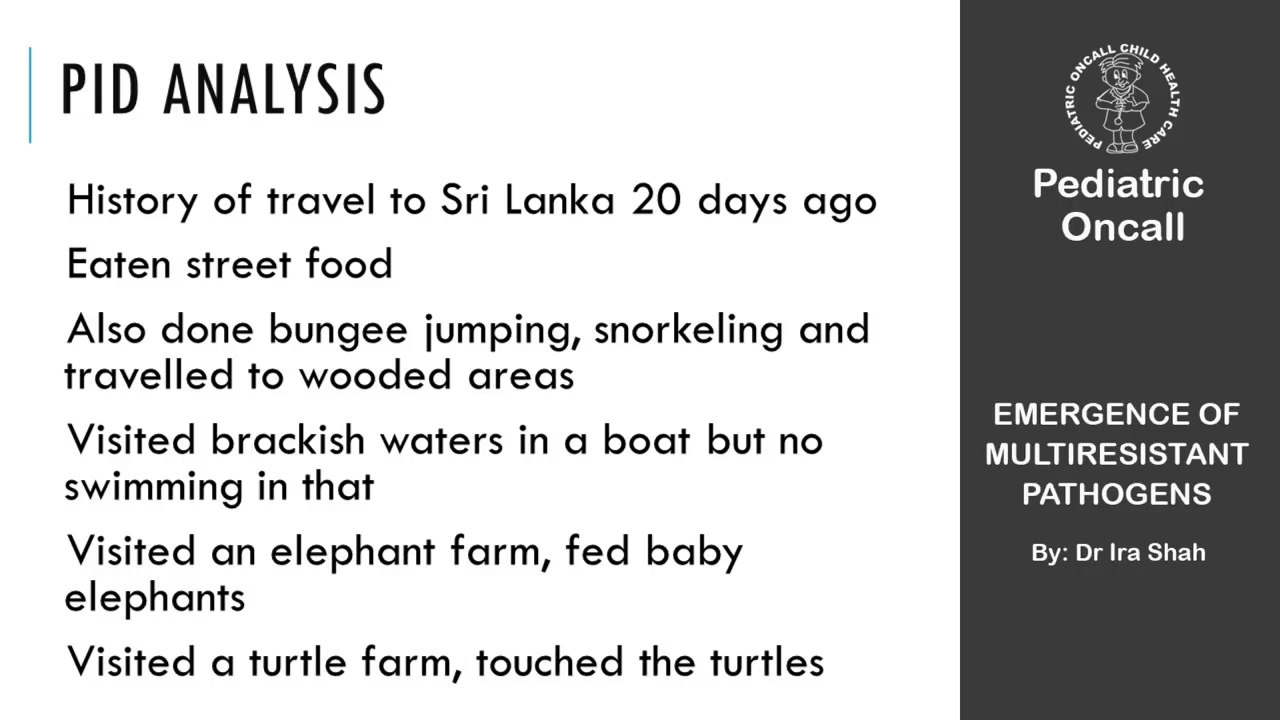 PID ANALYSIS
History of travel to Sri Lanka 20 days ago
Eaten street food
Also done bungee jumping, snorkeling and
travelled to wooded areas
Visited brackish waters in a boat but no
swimming in that
Visited an elephant farm, fed baby
elephants
Visited a turtle farm, touched the turtles
PEDIATRIC ONCALL CHILD HEALTH CARE
Pediatric
Oncall
EMERGENCE OF
MULTIRESISTANT
PATHOGENS
By: Dr Ira Shah